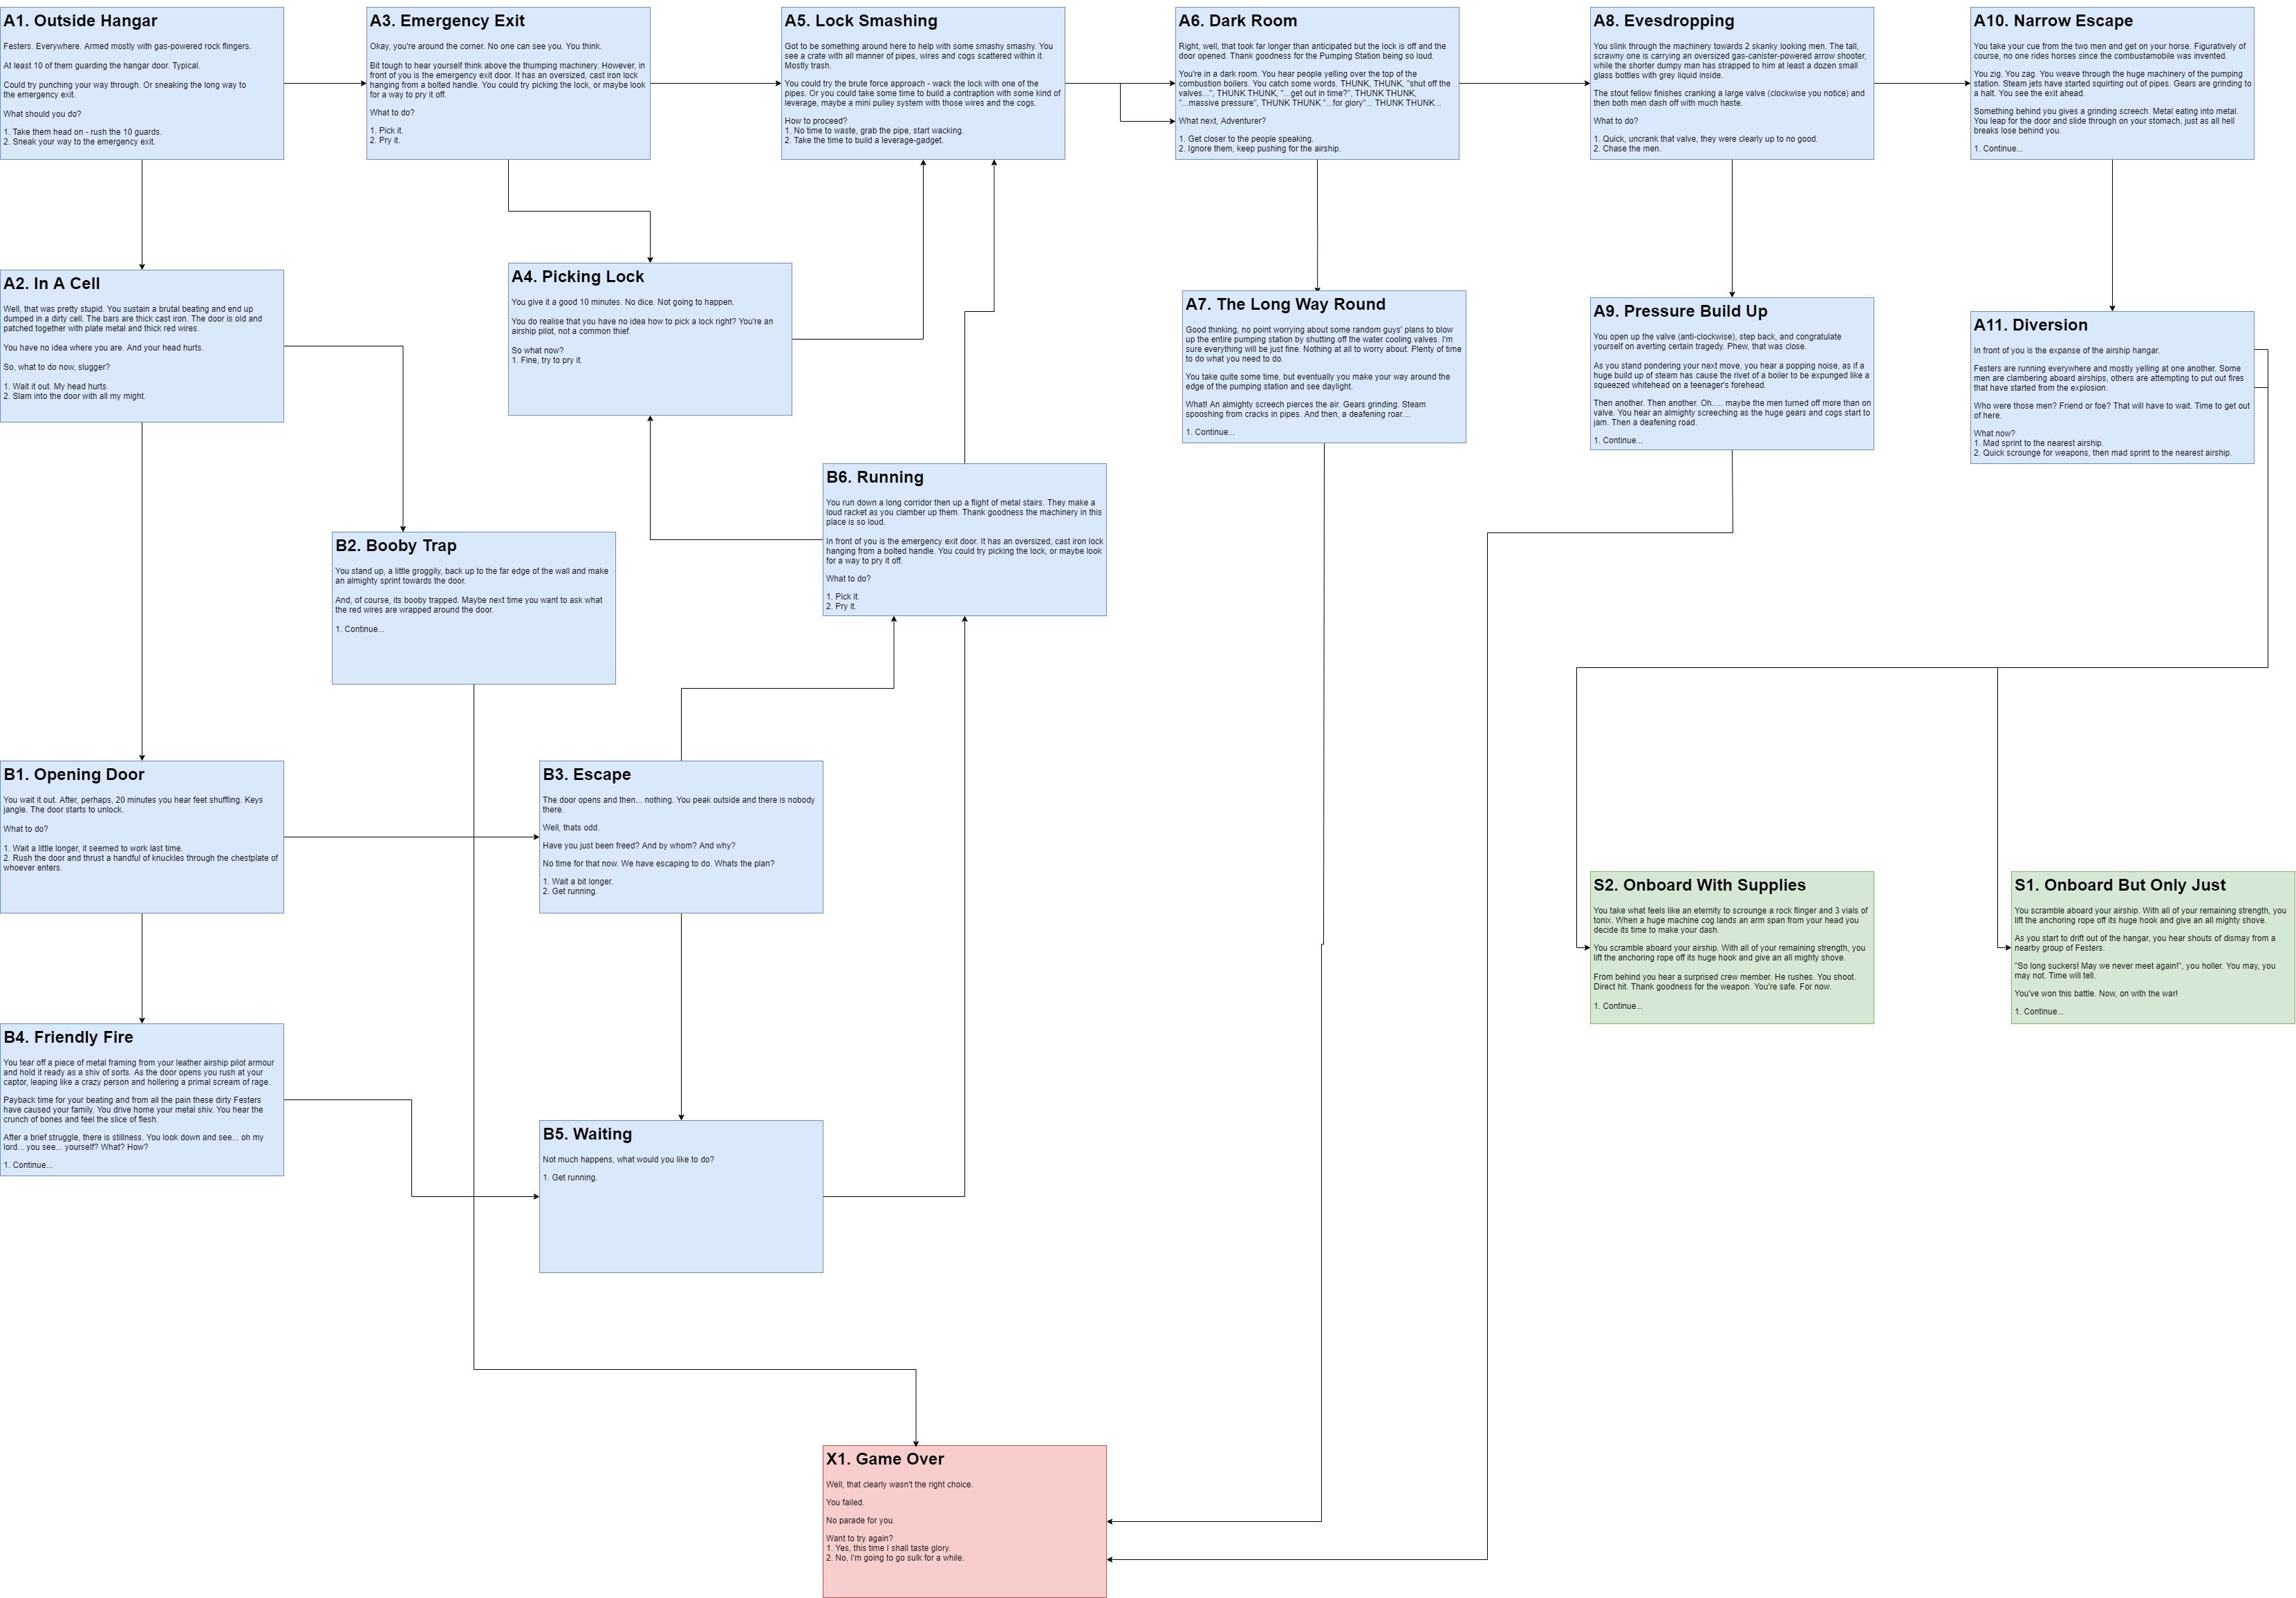 A1. Outside Hangar
Festers. Everywhere. Armed mostly with gas-powered rock flingers.
At least 10 of them guarding the hangar door. Typical.
Could try punching your way through. Or sneaking the long way to
the emergency exit.
What should you do?
1. Take them head on - rush the 10 guards.
2. Sneak your way to the emergency exit.
A3. Emergency Exit
Okay, you're around the corner. No one can see you. You think.
Bit tough to hear yourself think above the thumping machinery. However, in
front of you is the emergency exit door. It has an oversized, cast iron lock
hanging from a bolted handle. You could try picking the lock, or maybe look
for a way to pry it off.
What to do?
1. Pick it.
2. Pry it.
A5. Lock Smashing
Got to be something around here to help with some smashy smashy. You
see a crate with all manner of pipes, wires and cogs scattered within it.
Mostly trash.
You could try the brute force approach - wack the lock with one of the
pipes. Or you could take some time to build a contraption with some kind of
leverage, maybe a mini pulley system with those wires and the cogs.
How to proceed?
1. No time to waste, grab the pipe, start wacking.
2. Take the time to build a leverage-gadget.
A6. Dark Room
Right, well, that took far longer than anticipated but the lock is off and the
door opened. Thank goodness for the Pumping Station being so loud.
You're in a dark room. You hear people yelling over the top of the
combustion boilers. You catch some words. THUNK, THUNK, "shut off the
valves...", THUNK THUNK, "...get out in time?", THUNK THUNK,
"...massive pressure", THUNK THUNK "...for glory"... THUNK THUNK...
What next, Adventurer?
1. Get closer to the people speaking.
2. Ignore them, keep pushing for the airship.
A8. Evesdropping
You slink through the machinery towards 2 skanky looking men. The tall,
scrawny one is carrying an oversized gas-canister-powered arrow shooter,
while the shorter dumpy man has strapped to him at least a dozen small
glass bottles with grey liquid inside.
The stout fellow finishes cranking a large valve (clockwise you notice) and
then both men dash off with much haste.
What to do?
1. Quick, uncrank that valve, they were clearly up to no good.
2. Chase the men.
A10. Narrow Escape
You take your cue from the two men and get on your horse. Figuratively of
course, no one rides horses since the combustamobile was invented.
You zig. You zag. You weave through the huge machinery of the pumping
station. Steam jets have started squirting out of pipes. Gears are grinding to
a halt. You see the exit ahead.
Something behind you gives a grinding screech. Metal eating into metal.
You leap for the door and slide through on your stomach, just as all hell
breaks lose behind you.
1. Continue...
A2. In A Cell
Well, that was pretty stupid. You sustain a brutal beating and end up
dumped in a dirty cell. The bars are thick cast iron. The door is old and
patched together with plate metal and thick red wires.
You have no idea where you are. And your head hurts.
So, what to do now, slugger?
1. Wait it out. My head hurts.
2. Slam into the door with all my might.
A4. Picking Lock
You give it a good 10 minutes. No dice. Not going to happen.
You do realise that you have no idea how to pick a lock right? You're an
airship pilot, not a common thief.
So what now?
1. Fine, try to pry it.
A7. The Long Way Round
Good thinking, no point worrying about some random guys' plans to blow
up the entire pumping station by shutting off the water cooling valves. I'm
sure everything will be just fine. Nothing at all to worry about. Plenty of time
to do what you need to do.
You take quite some time, but eventually you make your way around the
edge of the pumping station and see daylight.
What! An almighty screech pierces the air. Gears grinding. Steam
spooshing from cracks in pipes. And then, a deafening roar....
1. Continue...
A9. Pressure Build Up
You open up the valve (anti-clockwise), step back, and congratulate
yourself on averting certain tragedy. Phew, that was close.
As you stand pondering your next move, you hear a popping noise, as if a
huge build up of steam has cause the rivet of a boiler to be expunged like a
squeezed whitehead on a teenager's forehead.
Then another. Then another. Oh..... maybe the men turned off more than on
valve. You hear an almighty screeching as the huge gears and cogs start to
jam. Then a deafening road.
1. Continue...
A11. Diversion
In front of you is the expanse of the airship hangar.
Festers are running everywhere and mostly yelling at one another. Some
men are clambering aboard airships, others are attempting to put out fires
that have started from the explosion.
Who were those men? Friend or foe? That will have to wait. Time to get out
of here.
What now?
1. Mad sprint to the nearest airship.
2. Quick scrounge for weapons, then mad sprint to the nearest airship.
B6. Running
You run down a long corridor then up a flight of metal stairs. They make a
loud racket as you clamber up them. Thank goodness the machinery in this
place is so loud.
In front of you is the emergency exit door. It has an oversized, cast iron lock
hanging from a bolted handle. You could try picking the lock, or maybe look
for a way to pry it off.
What to do?
1. Pick it.
2. Pry it.
B2. Booby Trap
You stand up, a little groggily, back up to the far edge of the wall and make
an almighty sprint towards the door.
And, of course, its booby trapped. Maybe next time you want to ask what
the red wires are wrapped around the door.
1. Continue...
B1. Opening Door
You wait it out. After, perhaps, 20 minutes you hear feet shuffling. Keys
jangle. The door starts to unlock.
What to do?
1. Wait a little longer, it seemed to work last time.
2. Rush the door and thrust a handful of knuckles through the chestplate of
whoever enters.
B3. Escape
The door opens and then... nothing. You peak outside and there is nobody
there.
Well, thats odd.
Have you just been freed? And by whom? And why?
No time for that now. We have escaping to do. Whats the plan?
1. Wait a bit longer.
2. Get running.
S2. Onboard With Supplies
You take what feels like an eternity to scrounge a rock flinger and 3 vials of
tonix. When a huge machine cog lands an arm span from your head you
decide its time to make your dash.
You scramble aboard your airship. With all of your remaining strength, you
lift the anchoring rope off its huge hook and give an all mighty shove.
From behind you hear a surprised crew member. He rushes. You shoot.
Direct hit. Thank goodness for the weapon. You're safe. For now.
1. Continue...
S1. Onboard But Only Just
You scramble aboard your airship. With all of your remaining strength, you
lift the anchoring rope off its huge hook and give an all mighty shove.
As you start to drift out of the hangar, you hear shouts of dismay from a
nearby group of Festers.
"So long suckers! May we never meet again!", you holler. You may, you
may not. Time will tell.
You've won this battle. Now, on with the war!
1. Continue...
B4. Friendly Fire
You tear off a piece of metal framing from your leather airship pilot armour
and hold it ready as a shiv of sorts. As the door opens you rush at your
captor, leaping like a crazy person and hollering a primal scream of rage.
Payback time for your beating and from all the pain these dirty Festers
have caused your family. You drive home your metal shiv. You hear the
crunch of bones and feel the slice of flesh.
After a brief struggle, there is stillness. You look down and see... oh my
lord... you see... yourself? What? How?
1. Continue...
B5. Waiting
Not much happens, what would you like to do?
1. Get running.
X1. Game Over
Well, that clearly wasn't the right choice.
You failed.
No parade for you.
Want to try again?
1. Yes, this time I shall taste glory.
2. No, I'm going to go sulk for a while.